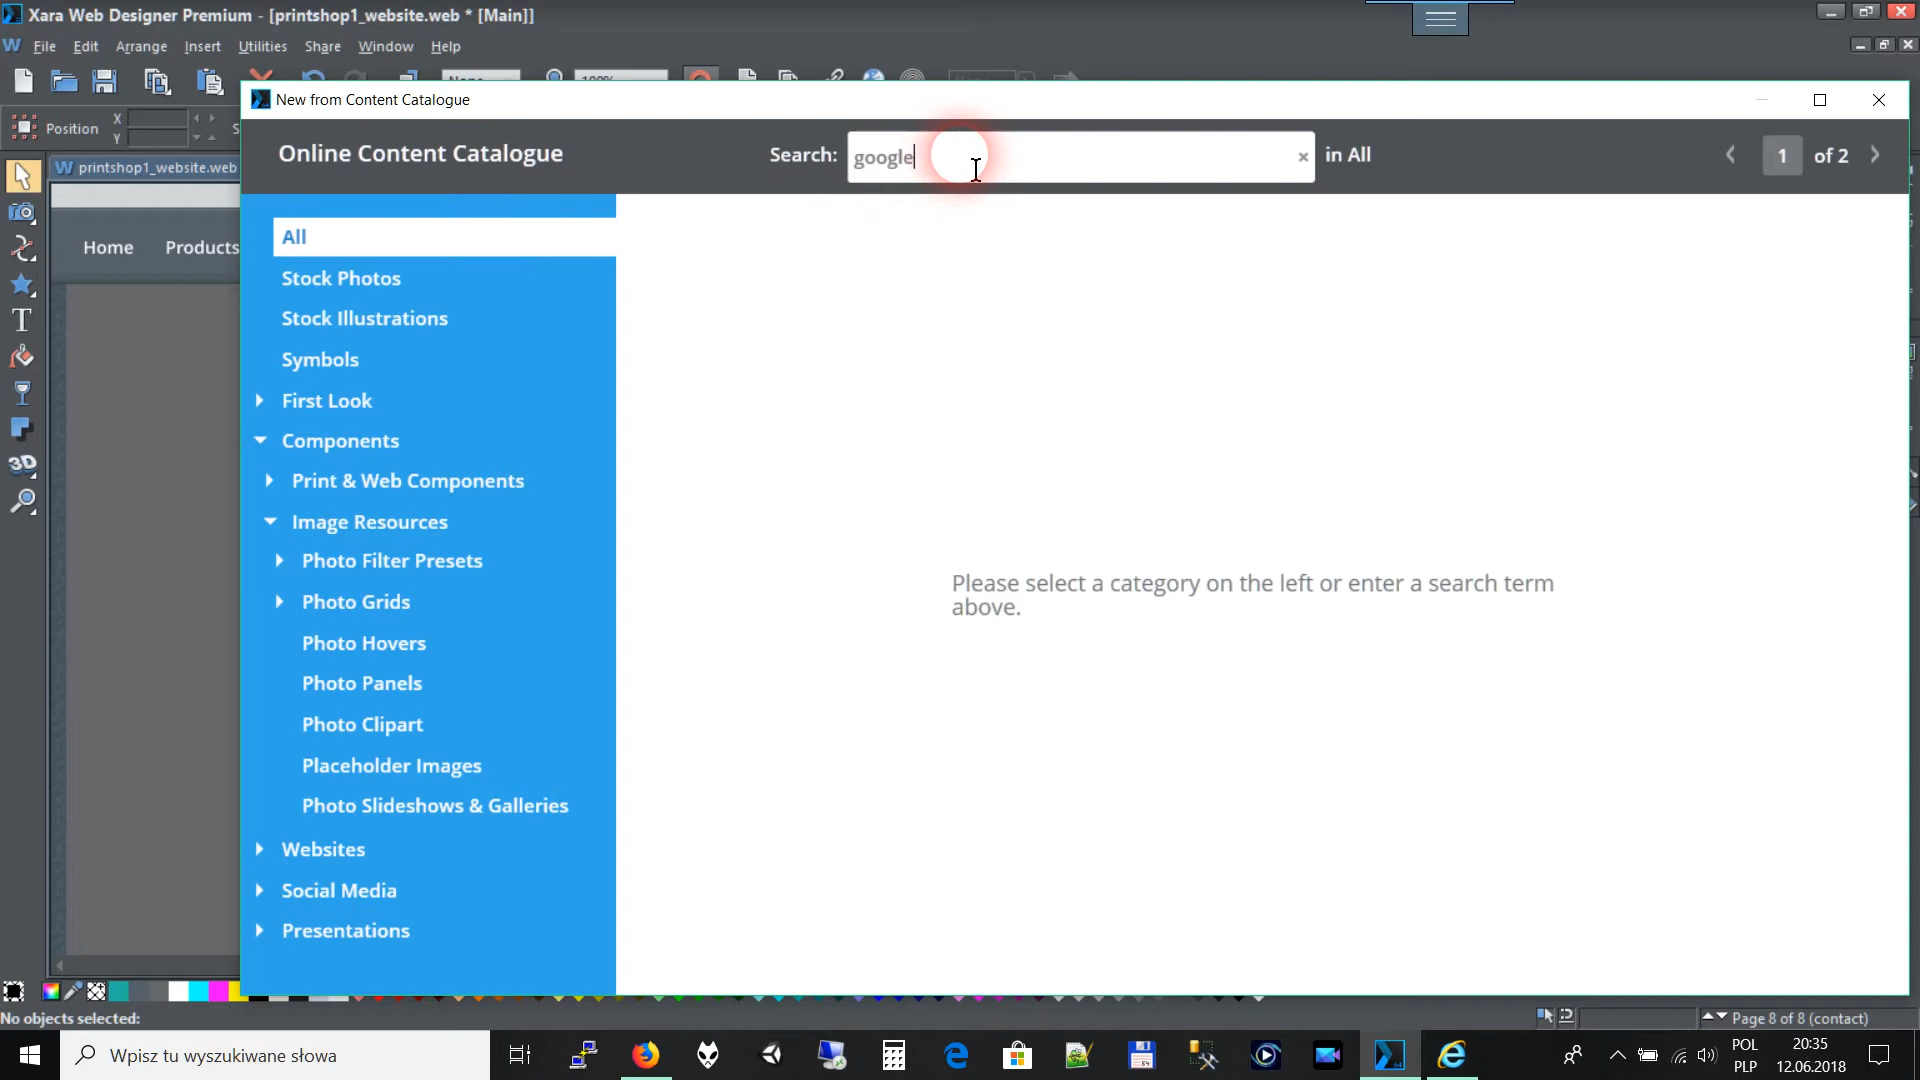 Xara Web Designer Premium - [printshop1_website.web * [Main]]
File Edit Arrange Insert Utilities Share Window Help
New from Content Catalogue
Position X
Y
Online Content Catalogue
Search: google × in All
1 of 2
printshop1_website.web
Home Products
All
Stock Photos
Stock Illustrations
Symbols
First Look
Components
Print & Web Components
Image Resources
Photo Filter Presets
Photo Grids
Photo Hovers
Photo Panels
Photo Clipart
Placeholder Images
Photo Slideshows & Galleries
Websites
Social Media
Presentations
Please select a category on the left or enter a search term
above.
T
3D
No objects selected:
Page 8 of 8 (contact)
Wpisz tu wyszukiwane słowa
POL
PLP
20:35
12.06.2018